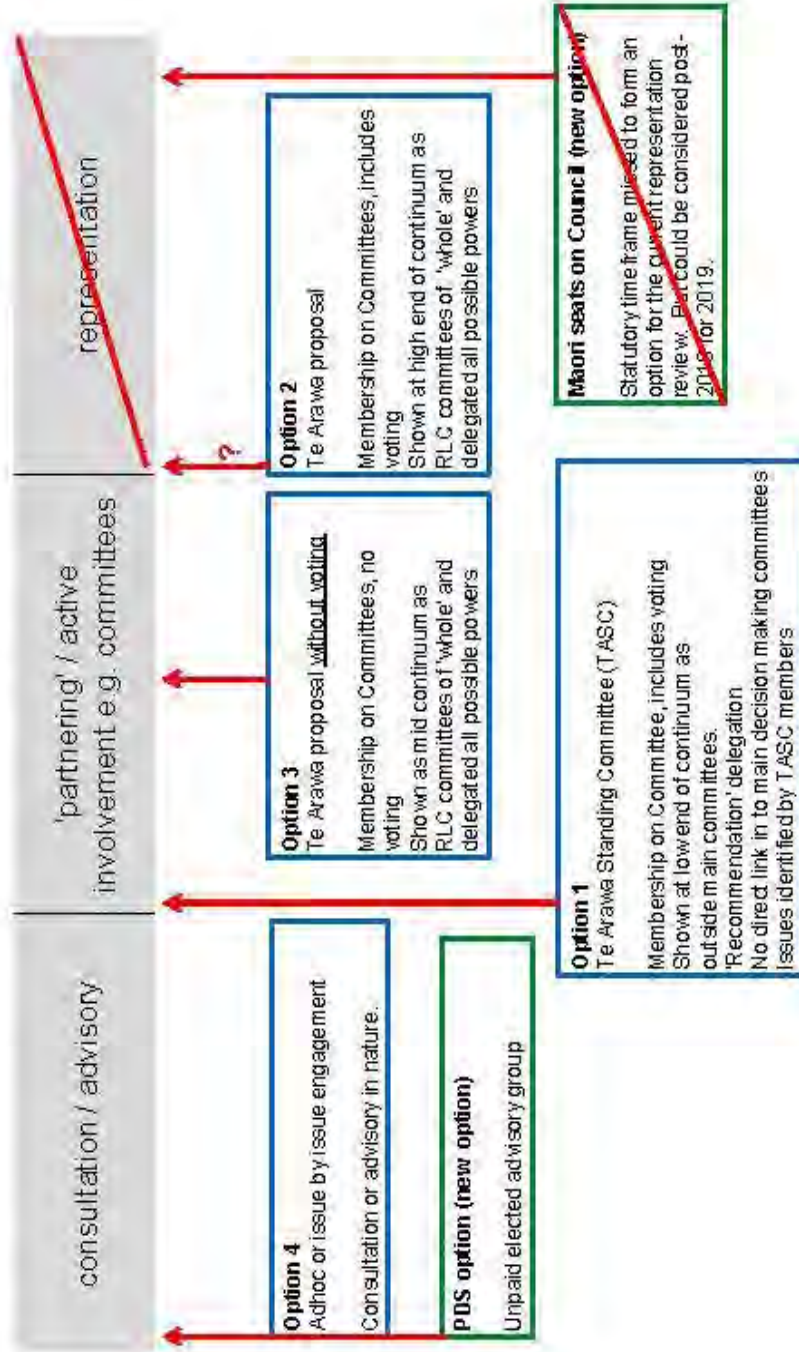 consultation / advisory
'partnering' / active
involvement e.g. committees
representation
Option 4
Adhoc or issue by issue engagement
Consultation or advisory in nature.
PDS option (new option)
Unpaid elected advisory group
Option 3
Te Arawa proposal without voting
Membership on Committees, no
voting
Shown as mid continuum as
RLC committees of 'whole' and
delegated all possible powers
?
Option 2
Te Arawa proposal
Membership on Committees, includes
voting
Shown at high end of continuum as
RLC committees of 'whole' and
delegated all possible powers
Option 1
Te Arawa Standing Committee (TASC)
Membership on Committee, includes voting
Shown at low end of continuum as
outside main committees.
'Recommendation' delegation
No direct link in to main decision making committees
Issues identified by TASC members
Maori seats on Council (new option)
Statutory timeframe missed to form an
option for the current representation
review. But could be considered post-
2016 for 2019.